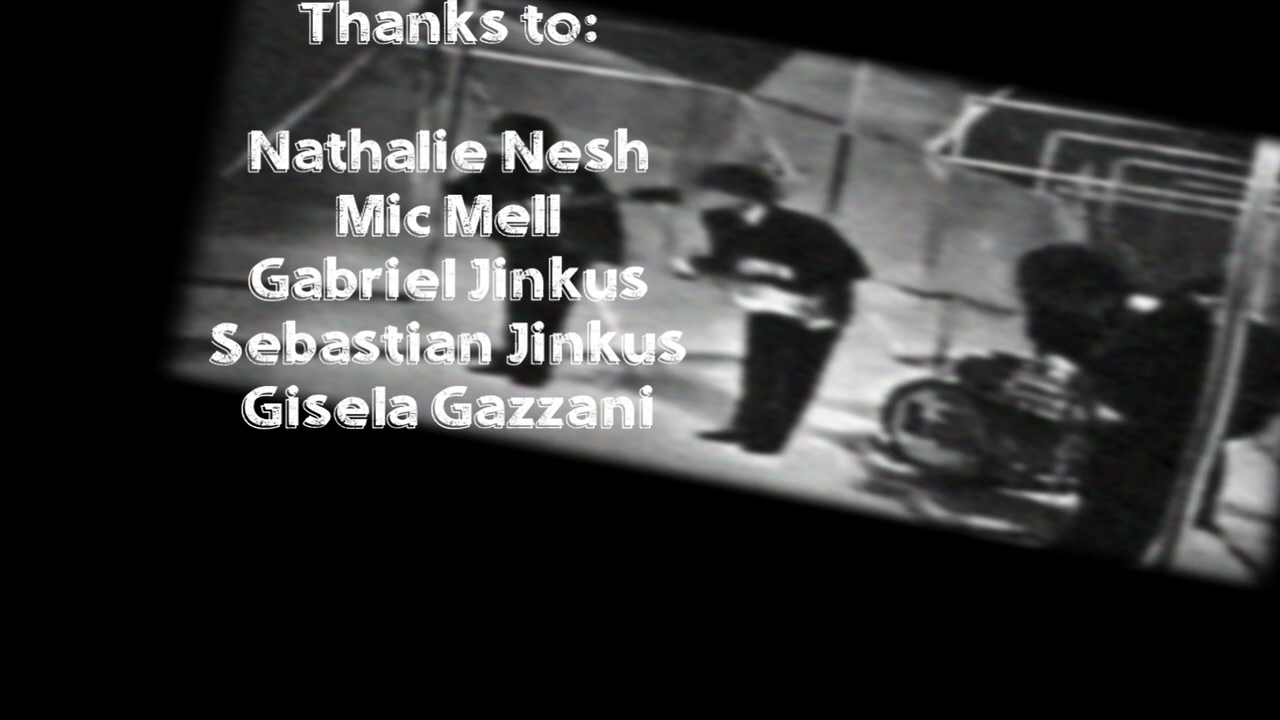 Thanks to:
Nathalie Nesh
Mic Mell
Gabriel Jinkus
Sebastian Jinkus
Gisela Gazzani